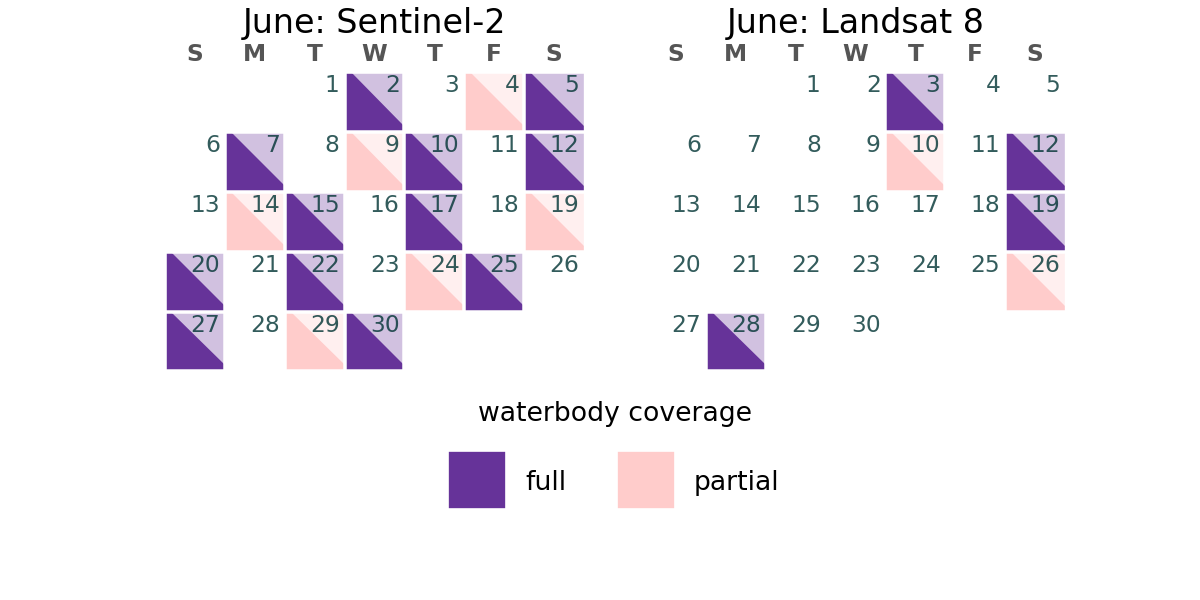 June: Sentinel-2
S M T W T F S
1 2 3 4 5
6 7 8 9 10 11 12
13 14 15 16 17 18 19
20 21 22 23 24 25 26
27 28 29 30
June: Landsat 8
S M T W T F S
1 2 3 4 5
6 7 8 9 10 11 12
13 14 15 16 17 18 19
20 21 22 23 24 25 26
27 28 29 30
waterbody coverage
full
partial